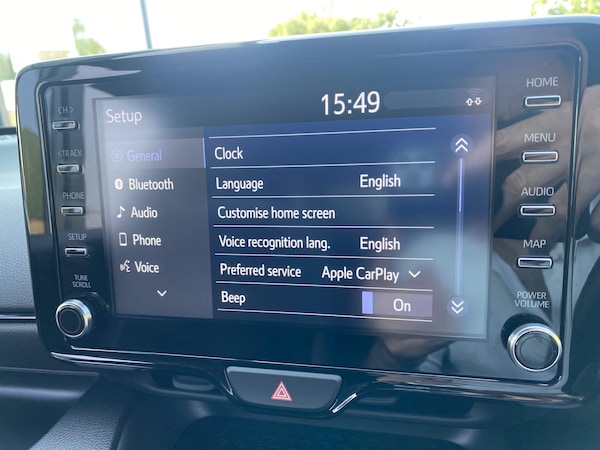 CH >
< TRACK
PHONE
SETUP
TUNE
SCROLL
Setup
15:49
General
Bluetooth
Audio
Phone
Voice
Clock
Language English
Customise home screen
Voice recognition lang. English
Preferred service Apple CarPlay
Beep On
HOME
MENU
AUDIO
MAP
POWER
VOLUME